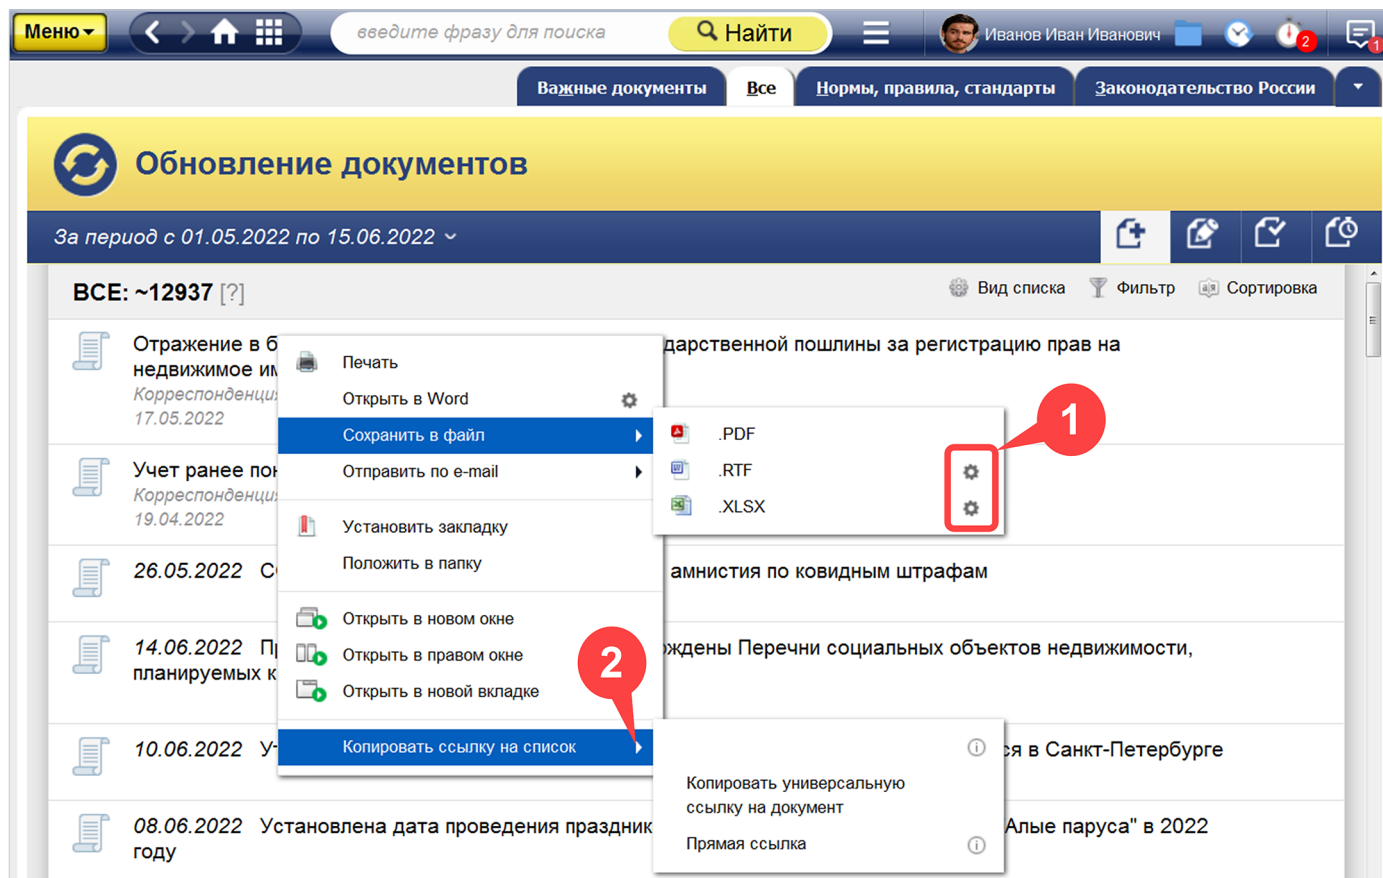 Меню
введите фразу для поиска
Найти
Иванов Иван Иванович
2
1
Важные документы
Все
Нормы, правила, стандарты
Законодательство России
Обновление документов
За период с 01.05.2022 по 15.06.2022
ВСЕ: ~12937 [?]
Вид списка
Фильтр
Сортировка
Отражение в б
дарственной пошлины за регистрацию прав на
недвижимое им
Корреспонденци
17.05.2022
Учет ранее пон
Корреспонденци
19.04.2022
26.05.2022 С
амнистия по ковидным штрафам
14.06.2022 П
ждены Перечни социальных объектов недвижимости,
планируемых к
10.06.2022 У
ся в Санкт-Петербурге
08.06.2022 Установлена дата проведения праздник
Алые паруса" в 2022
году
Печать
Открыть в Word
Сохранить в файл
Отправить по e-mail
Установить закладку
Положить в папку
Открыть в новом окне
Открыть в правом окне
Открыть в новой вкладке
Копировать ссылку на список
.PDF
.RTF
.XLSX
1
2
Копировать универсальную
ссылку на документ
Прямая ссылка